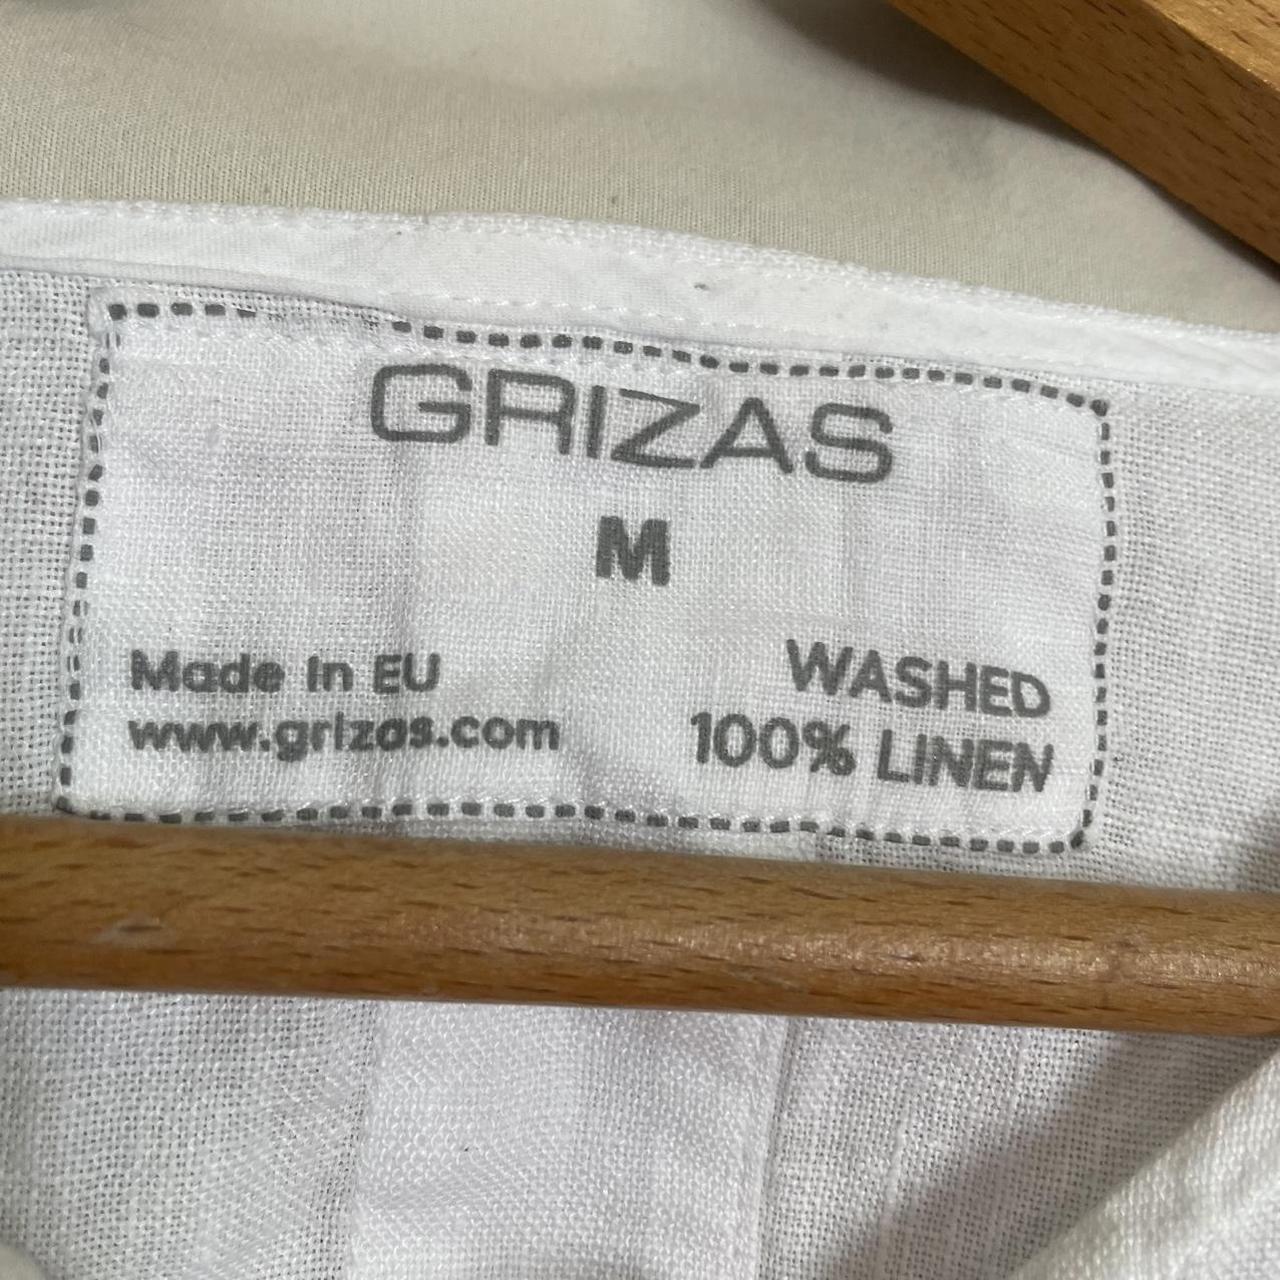 GRIZAS
M
Made in EU
www.grizas.com
WASHED
100% LINEN